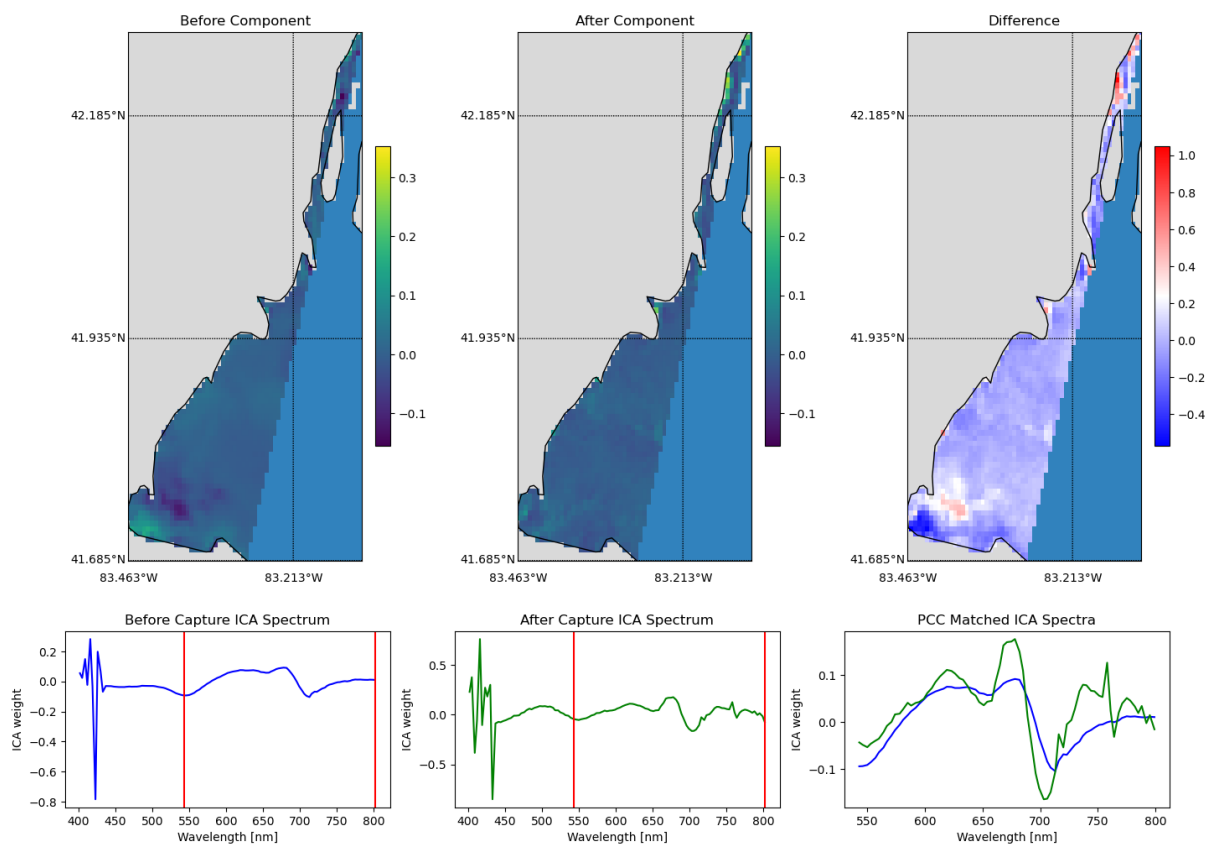 Before Component
After Component
Difference
42.185°N
41.935°N
41.685°N
83.463°W
83.213°W
0.3
0.2
0.1
0.0
−0.1
42.185°N
41.935°N
41.685°N
83.463°W
83.213°W
0.3
0.2
0.1
0.0
−0.1
42.185°N
41.935°N
41.685°N
83.463°W
83.213°W
1.0
0.8
0.6
0.4
0.2
0.0
−0.2
−0.4
Before Capture ICA Spectrum
ICA weight
0.2
0.0
−0.2
−0.4
−0.6
−0.8
400 450 500 550 600 650 700 750 800
Wavelength [nm]
After Capture ICA Spectrum
ICA weight
0.5
0.0
−0.5
400 450 500 550 600 650 700 750 800
Wavelength [nm]
PCC Matched ICA Spectra
ICA weight
0.1
0.0
−0.1
550 600 650 700 750 800
Wavelength [nm]